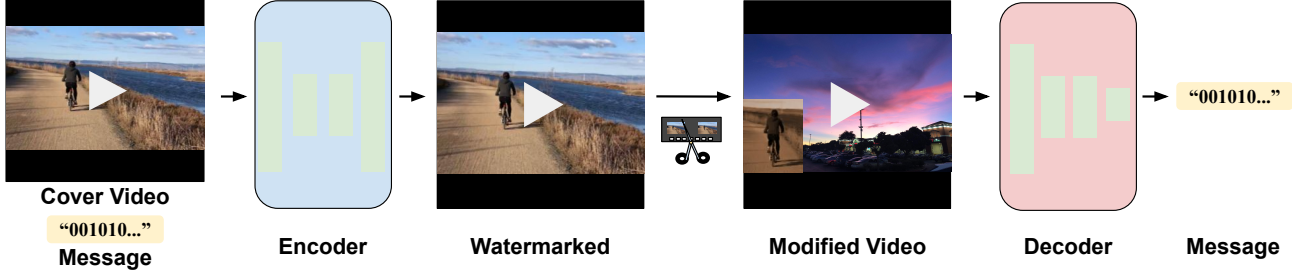 Cover Video
“001010...”
Message
Encoder
Watermarked
Modified Video
Decoder
“001010...”
Message